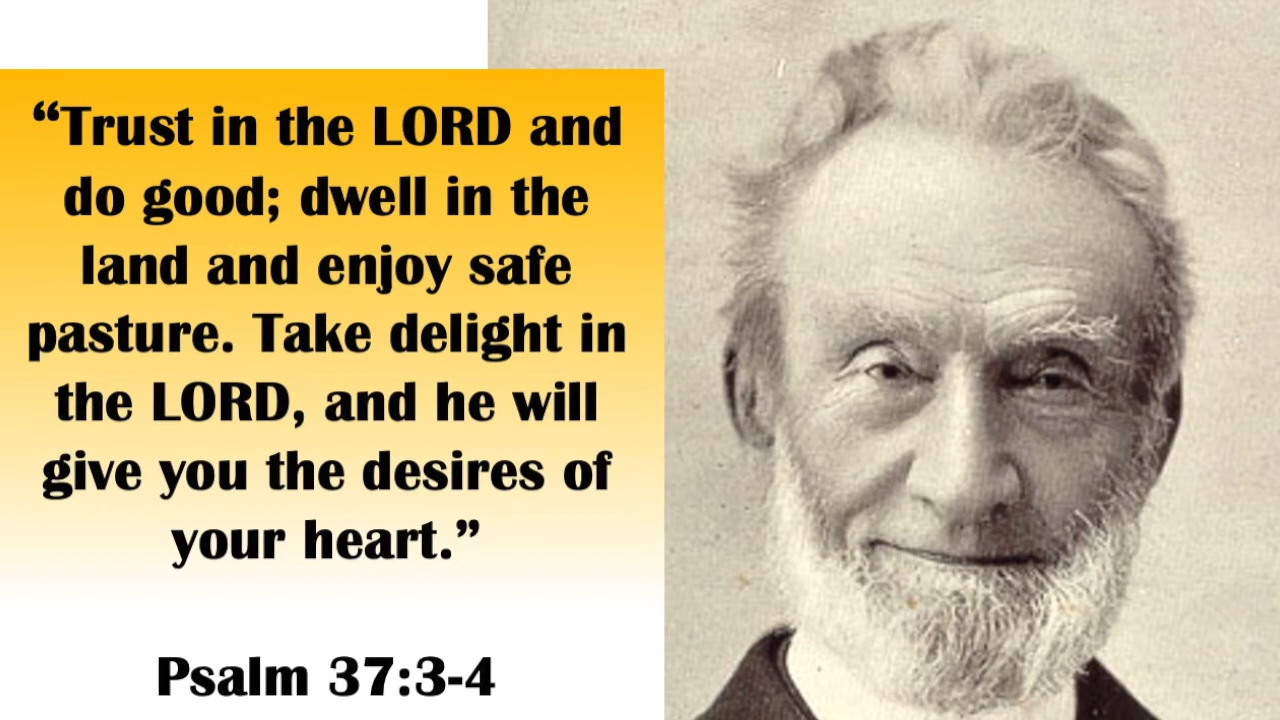 “Trust in the LORD and
do good; dwell in the
land and enjoy safe
pasture. Take delight in
the LORD, and he will
give you the desires of
your heart.”
Psalm 37:3-4